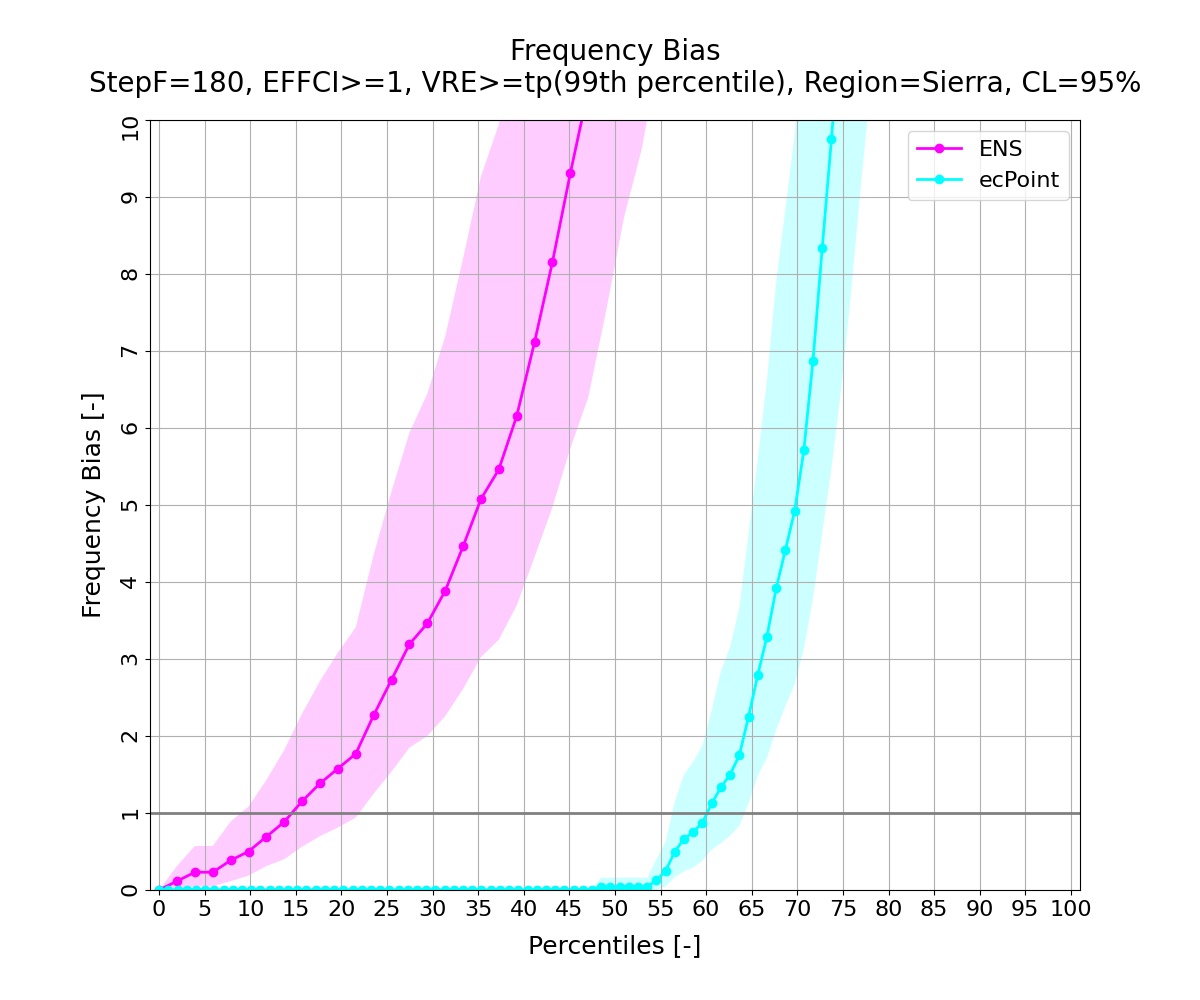 Frequency Bias
StepF=180, EFFCI>=1, VRE>=tp(99th percentile), Region=Sierra, CL=95%
10
9
8
7
6
5
4
3
2
1
0
Frequency Bias [-]
ENS
ecPoint
0 5 10 15 20 25 30 35 40 45 50 55 60 65 70 75 80 85 90 95 100
Percentiles [-]